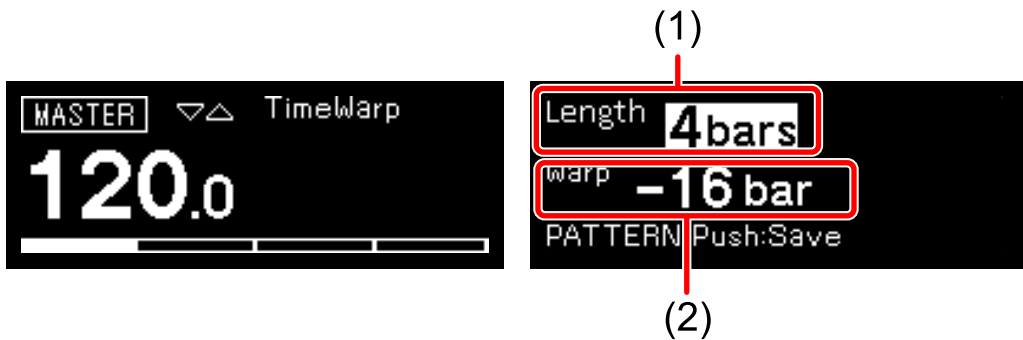 (1)
MASTER ▽△ TimeWarp
120.0
Length 4bars
Warp -16 bar
PATTERN Push:Save
(2)